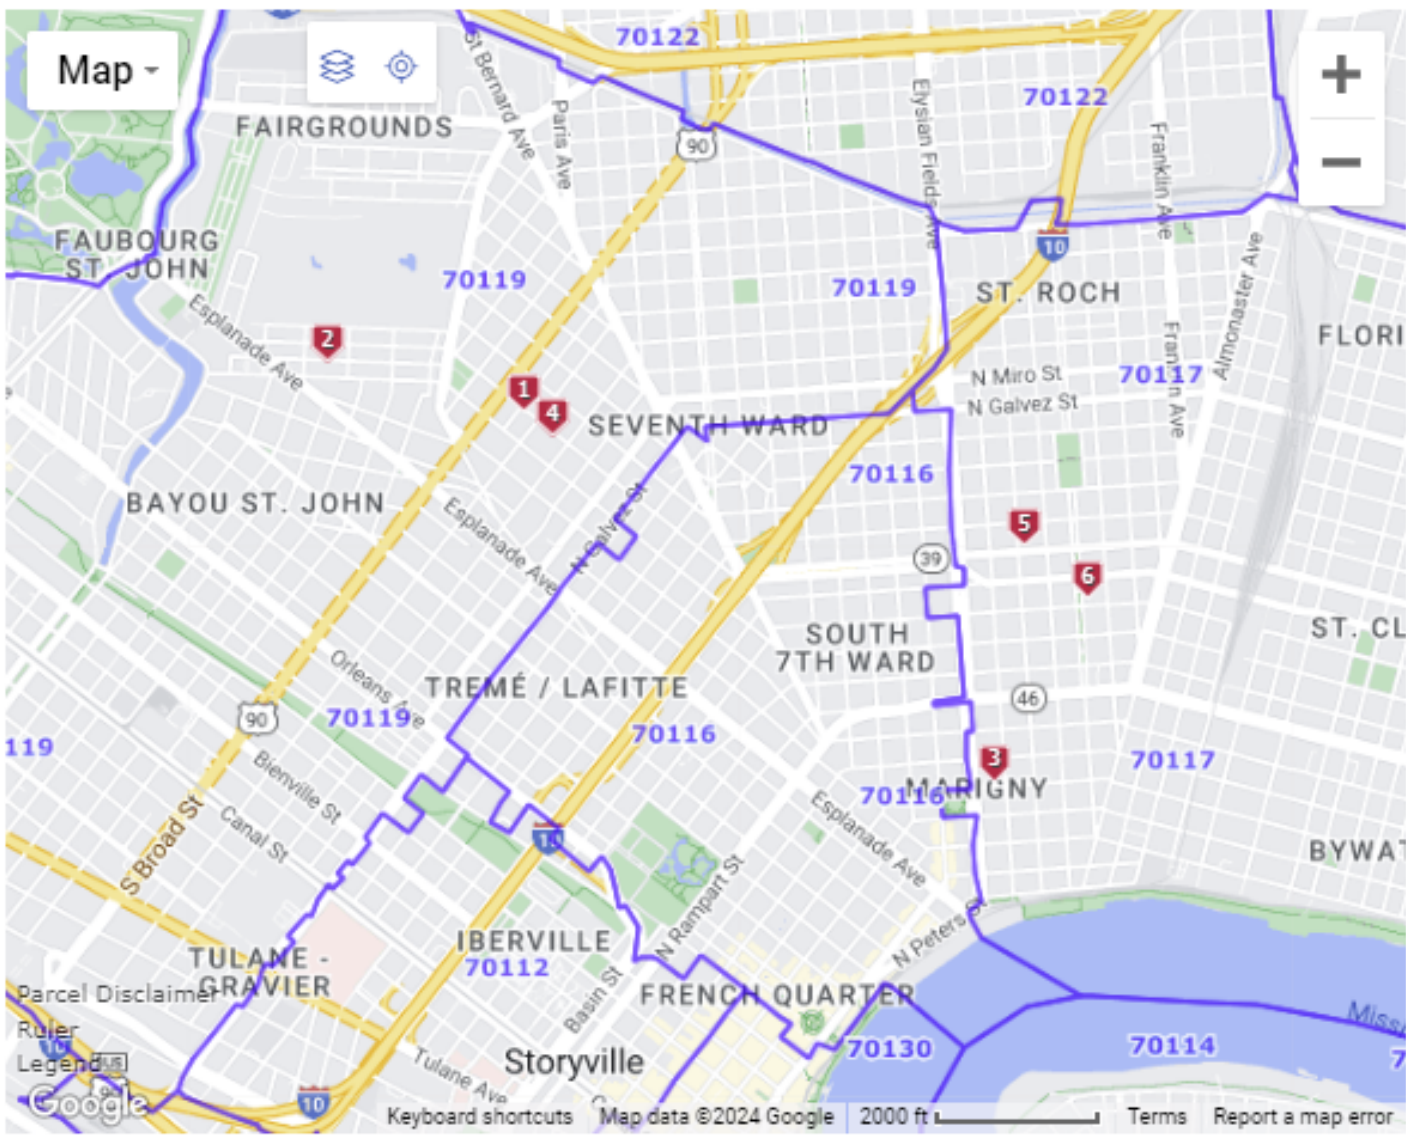 70122
Map
St Bernard Ave
Paris Ave
Elysian Fields Ave
70122
+
FAIRGROUNDS
90
Franklin Ave
−
FAUBOURG
ST. JOHN
10
70119
70119
ST. ROCH
Almonaster Ave
Esplanade Ave
2
FLORI
N Miro St
70117
Franklin Ave
1
4
N Galvez St
SEVENTH WARD
70116
BAYOU ST. JOHN
Esplanade Ave
N Galvez St
5
39
6
SOUTH
7TH WARD
ST. CL
Orleans Ave
TREMÉ / LAFITTE
46
90
70119
70116
119
3
70117
Bienville St
MARIGNY
70116
Esplanade Ave
Canal St
S Broad St
10
BYWAT
N Rampart St
IBERVILLE
70112
N Peters St
TULANE -
GRAVIER
Basin St
FRENCH QUARTER
Parcel Disclaimer
Ruler
Legend
10
BUS
90
Miss
70130
70114
7
Storyville
Tulane Ave
Google
10
Keyboard shortcuts
Map data ©2024 Google
2000 ft
Terms
Report a map error